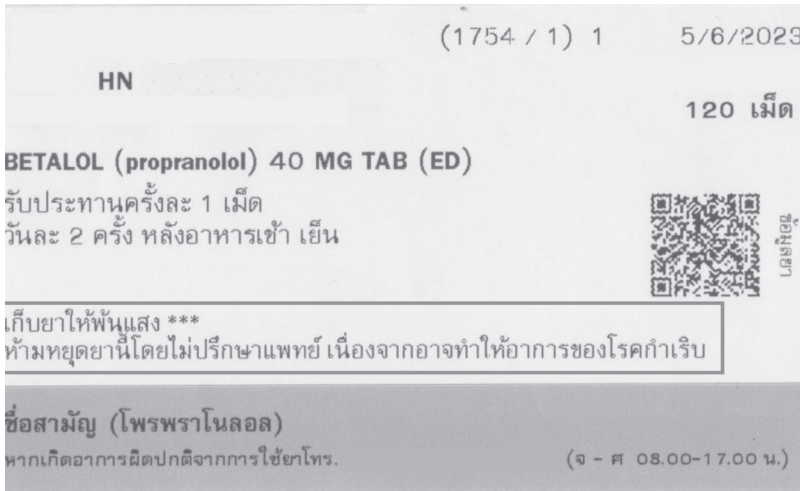 (1754 / 1) 1 5/6/2023
HN
120 เม็ด
BETALOL (propranolol) 40 MG TAB (ED)
รับประทานครั้งละ 1 เม็ด
วันละ 2 ครั้ง หลังอาหารเช้า เย็น
ข้อมูลยา
เก็บยาให้พ้นแสง ***
ห้ามหยุดยานี้โดยไม่ปรึกษาแพทย์ เนื่องจากอาจทำให้อาการของโรคกำเริบ
ชื่อสามัญ (โพรพราโนลอล)
หากเกิดอาการผิดปกติจากการใช้ยาโทร. (จ - ศ 08.00-17.00 น.)